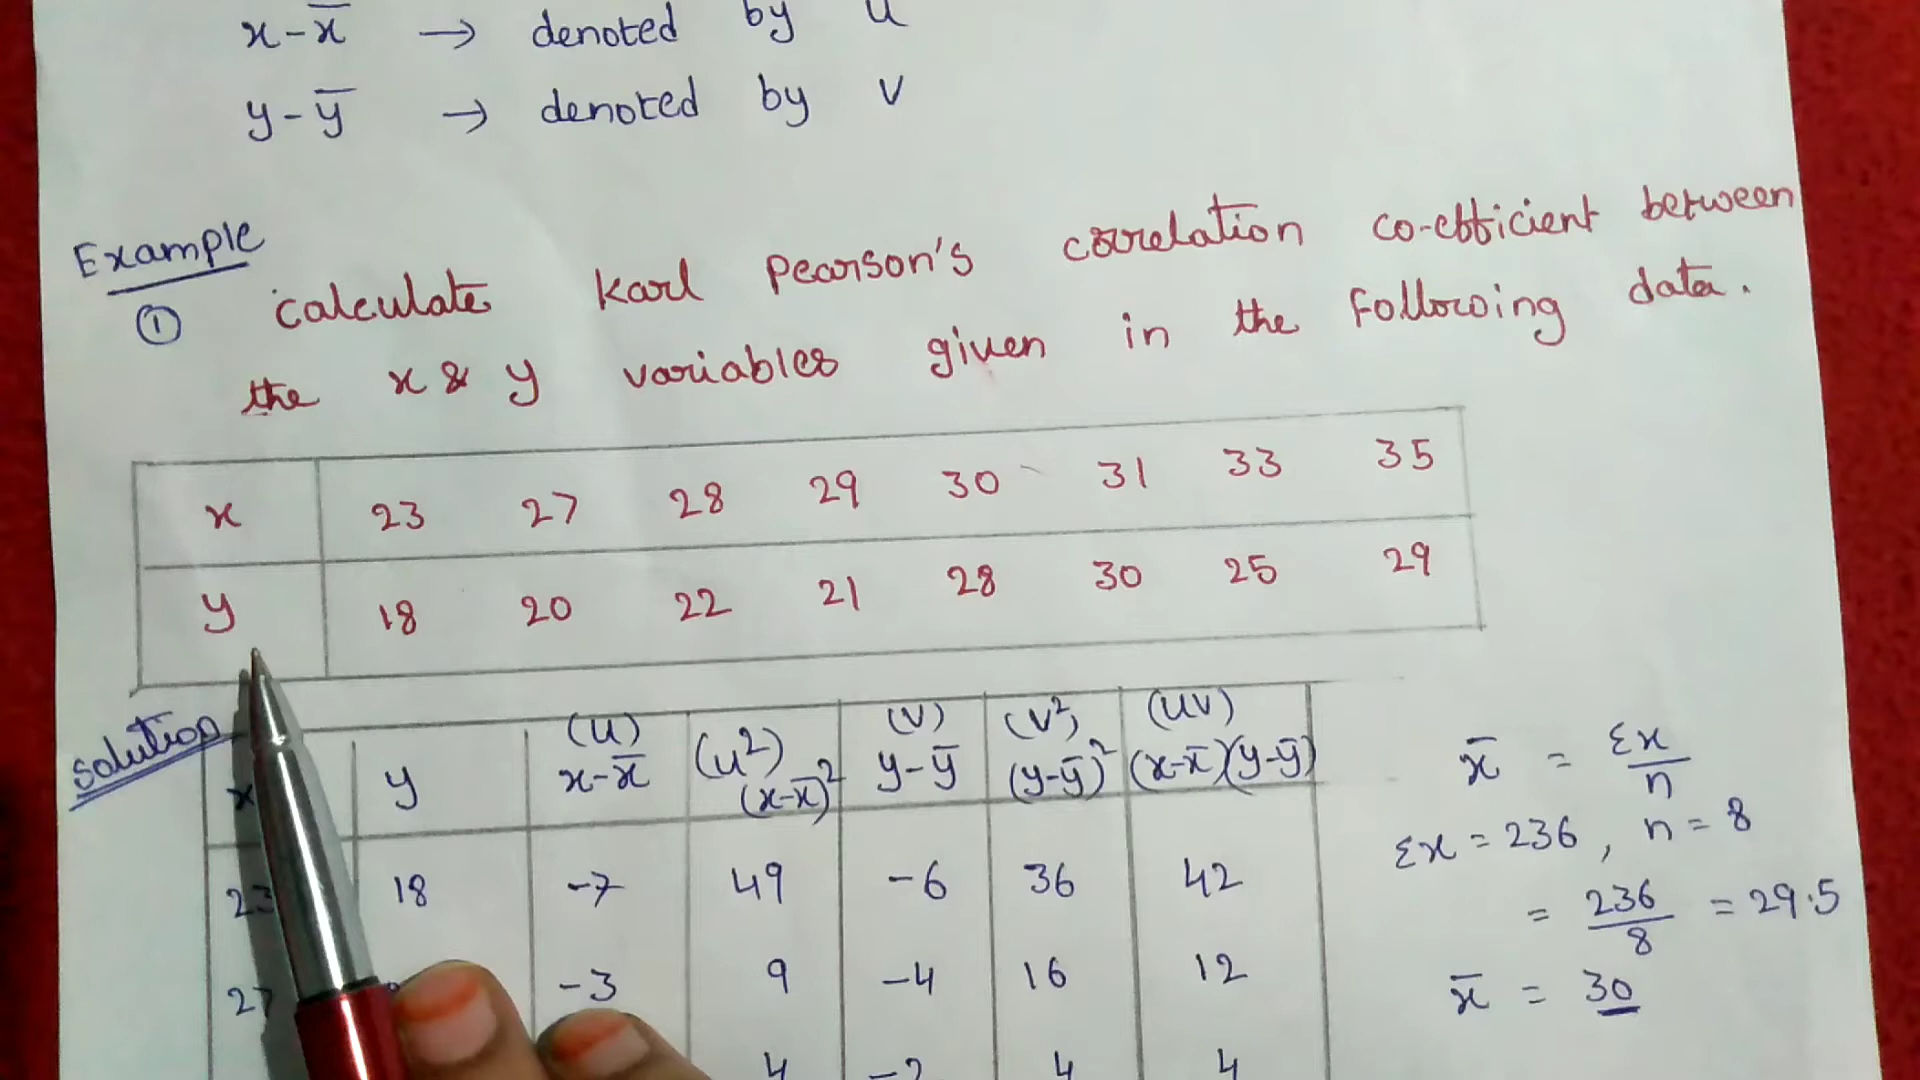 x-x̄ → denoted by u
y-ȳ → denoted by v
Example
① calculate karl pearson's correlation co-efficient between
the x & y variables given in the following data.
x 23 27 28 29 30 31 33 35
y 18 20 22 21 28 30 25 29
Solution
(u) (u²) (v) (v²) (uv)
x y x-x̄ (x-x̄)² y-ȳ (y-ȳ)² (x-x̄)(y-ȳ)
23 18 -7 49 -6 36 42
27 -3 9 -4 16 12
4 -2 4 4
x̄ = Σx/n
Σx = 236, n = 8
= 236/8 = 29.5
x̄ = 30